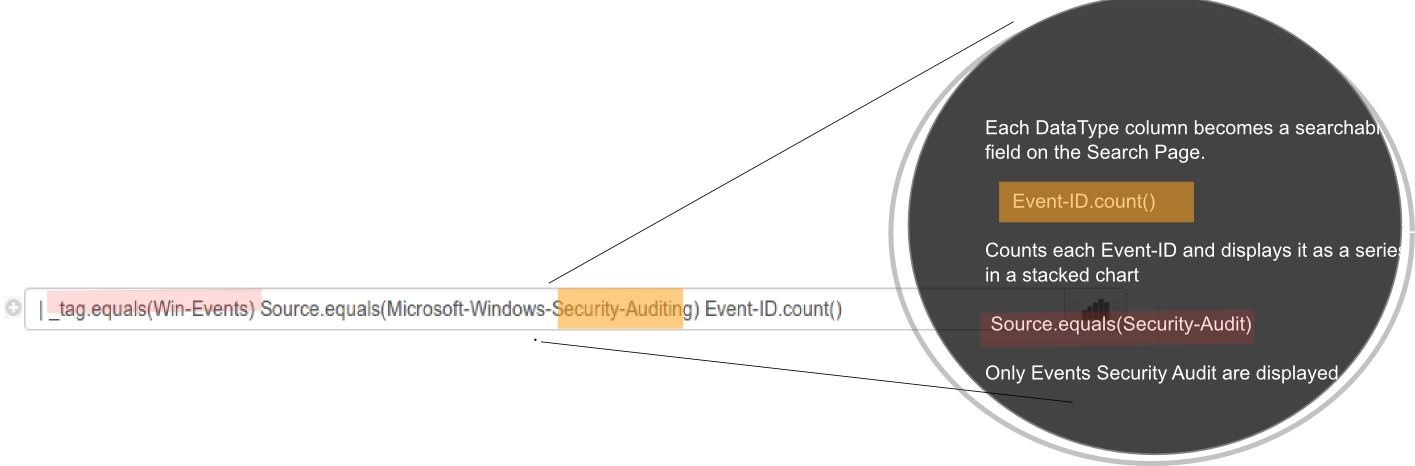 Each DataType column becomes a searchabl
field on the Search Page.
Event-ID.count()
Counts each Event-ID and displays it as a series
in a stacked chart
| _tag.equals(Win-Events) Source.equals(Microsoft-Windows-Security-Auditing) Event-ID.count()
Source.equals(Security-Audit)
Only Events Security Audit are displayed